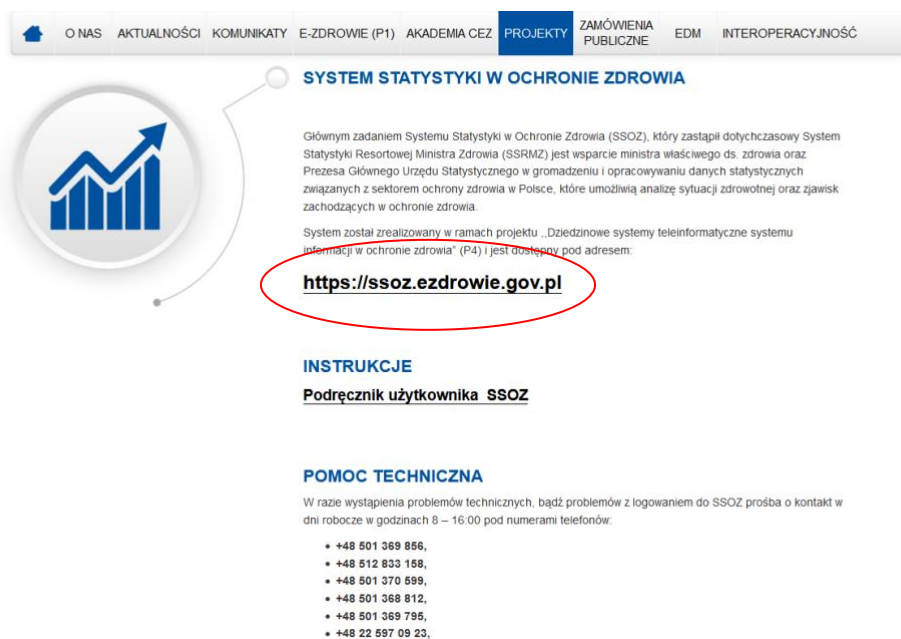 O NAS AKTUALNOŚCI KOMUNIKATY E-ZDROWIE (P1) AKADEMIA CEZ PROJEKTY ZAMÓWIENIA PUBLICZNE EDM INTEROPERACYJNOŚĆ
SYSTEM STATYSTYKI W OCHRONIE ZDROWIA
Głównym zadaniem Systemu Statystyki w Ochronie Zdrowia (SSOZ), który zastąpił dotychczasowy System
Statystyki Resortowej Ministra Zdrowia (SSRMZ) jest wsparcie ministra właściwego ds. zdrowia oraz
Prezesa Głównego Urzędu Statystycznego w gromadzeniu i opracowywaniu danych statystycznych
związanych z sektorem ochrony zdrowia w Polsce, które umożliwią analizę sytuacji zdrowotnej oraz zjawisk
zachodzących w ochronie zdrowia.
System został zrealizowany w ramach projektu ,,Dziedzinowe systemy teleinformatyczne systemu
informacji w ochronie zdrowia" (P4) i jest dostępny pod adresem:
https://ssoz.ezdrowie.gov.pl
INSTRUKCJE
Podręcznik użytkownika SSOZ
POMOC TECHNICZNA
W razie wystąpienia problemów technicznych, bądź problemów z logowaniem do SSOZ prośba o kontakt w
dni robocze w godzinach 8 – 16:00 pod numerami telefonów:
• +48 501 369 856,
• +48 512 833 158,
• +48 501 370 599,
• +48 501 368 812,
• +48 501 369 795,
• +48 22 597 09 23,